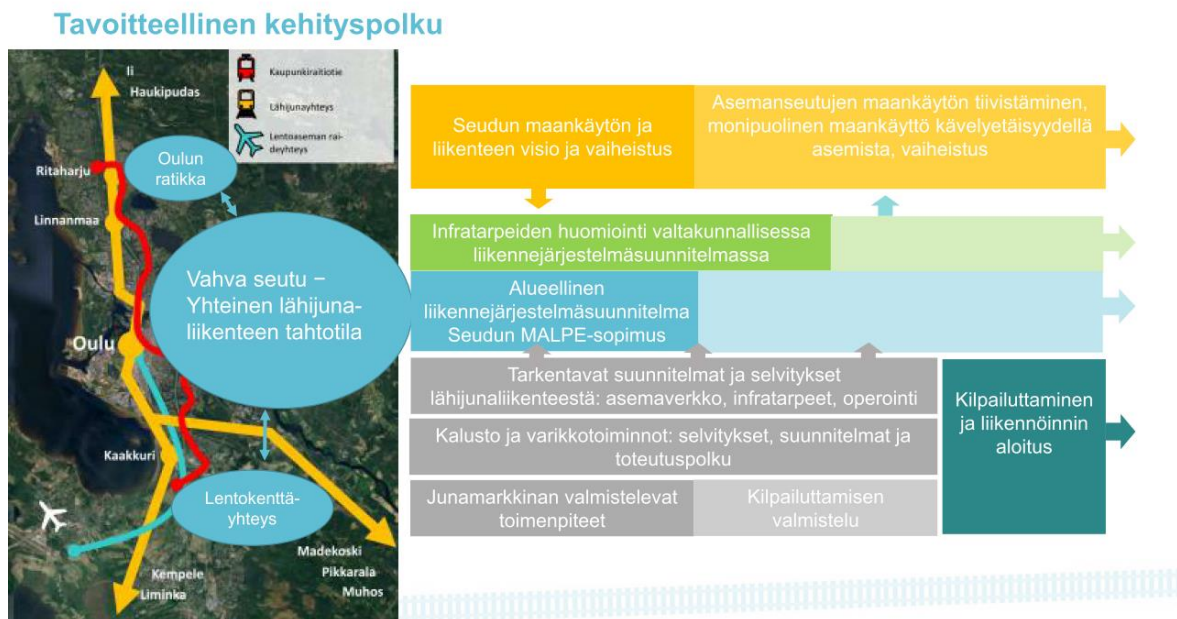 Tavoitteellinen kehityspolku
Ii
Haukipudas
Kaupunkiraitiotie
Lähijunayhteys
Lentoaseman rai-
deyhteys
Ritaharju
Oulun
ratikka
Linnanmaa
Vahva seutu –
Yhteinen lähijuna-
liikenteen tahtotila
Oulu
Kaakkuri
Lentokenttä-
yhteys
Madekoski
Pikkarala
Muhos
Kempele
Liminka
Seudun maankäytön ja
liikenteen visio ja vaiheistus
Asemanseutujen maankäytön tiivistäminen,
monipuolinen maankäyttö kävelyetäisyydellä
asemista, vaiheistus
Infratarpeiden huomiointi valtakunnallisessa
liikennejärjestelmäsuunnitelmassa
Alueellinen
liikennejärjestelmäsuunnitelma
Seudun MALPE-sopimus
Tarkentavat suunnitelmat ja selvitykset
lähijunaliikenteestä: asemaverkko, infratarpeet, operointi
Kalusto ja varikkotoiminnot: selvitykset, suunnitelmat ja
toteutuspolku
Junamarkkinan valmistelevat
toimenpiteet
Kilpailuttamisen
valmistelu
Kilpailuttaminen
ja liikennöinnin
aloitus